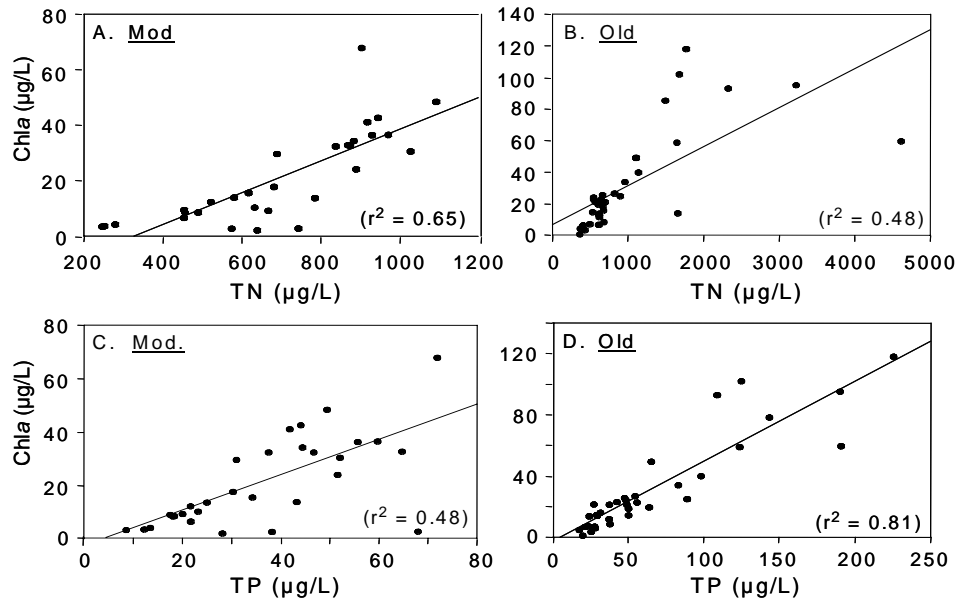 A. Mod
80
60
40
20
0
Chla (µg/L)
(r² = 0.65)
200 400 600 800 1000 1200
TN (µg/L)
B. Old
140
120
100
80
60
40
20
0
(r² = 0.48)
0 1000 2000 3000 4000 5000
TN (µg/L)
C. Mod.
80
60
40
20
0
Chla (µg/L)
(r² = 0.48)
0 20 40 60 80
TP (µg/L)
D. Old
120
80
40
0
(r² = 0.81)
0 50 100 150 200 250
TP (µg/L)